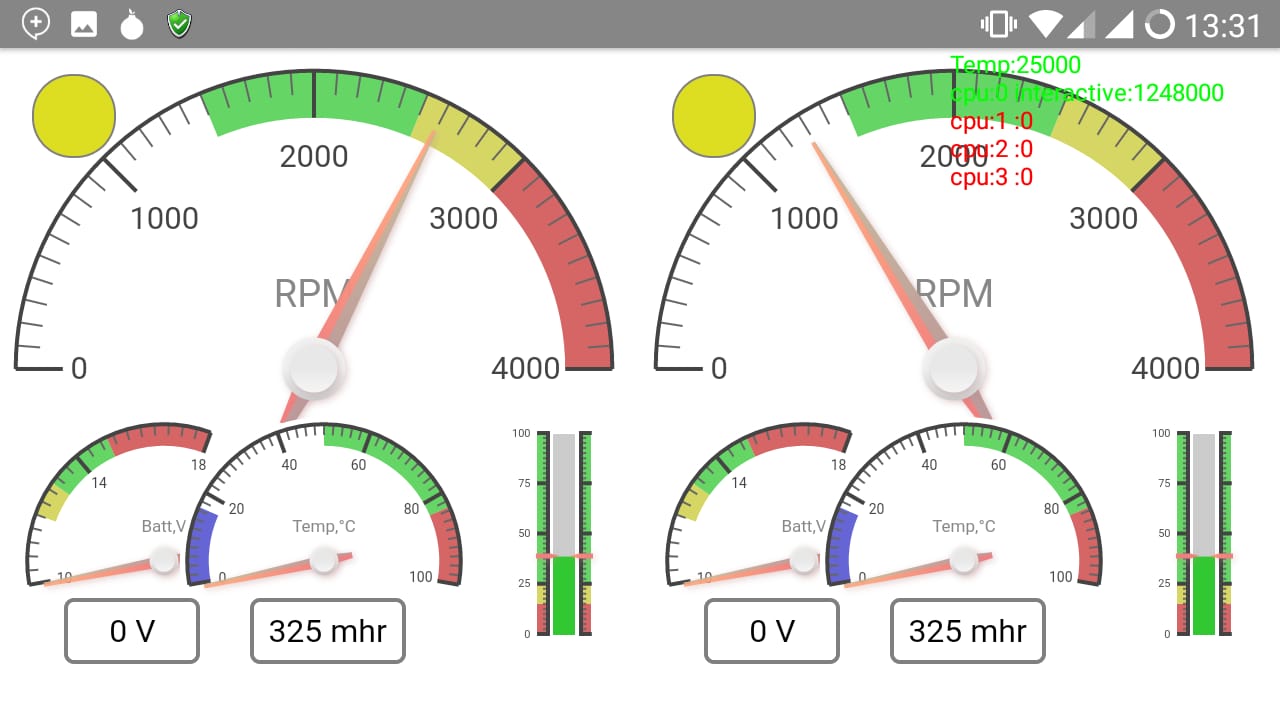 13:31
Temp:25000
cpu:0 interactive:1248000
cpu:1 :0
cpu:2 :0
cpu:3 :0
0
1000
2000
3000
4000
RPM
0
1000
2000
3000
4000
RPM
10
14
18
Batt,V
0
20
40
60
80
100
Temp,°C
100
75
50
25
0
0 V
325 mhr
10
14
18
Batt,V
0
20
40
60
80
100
Temp,°C
100
75
50
25
0
0 V
325 mhr